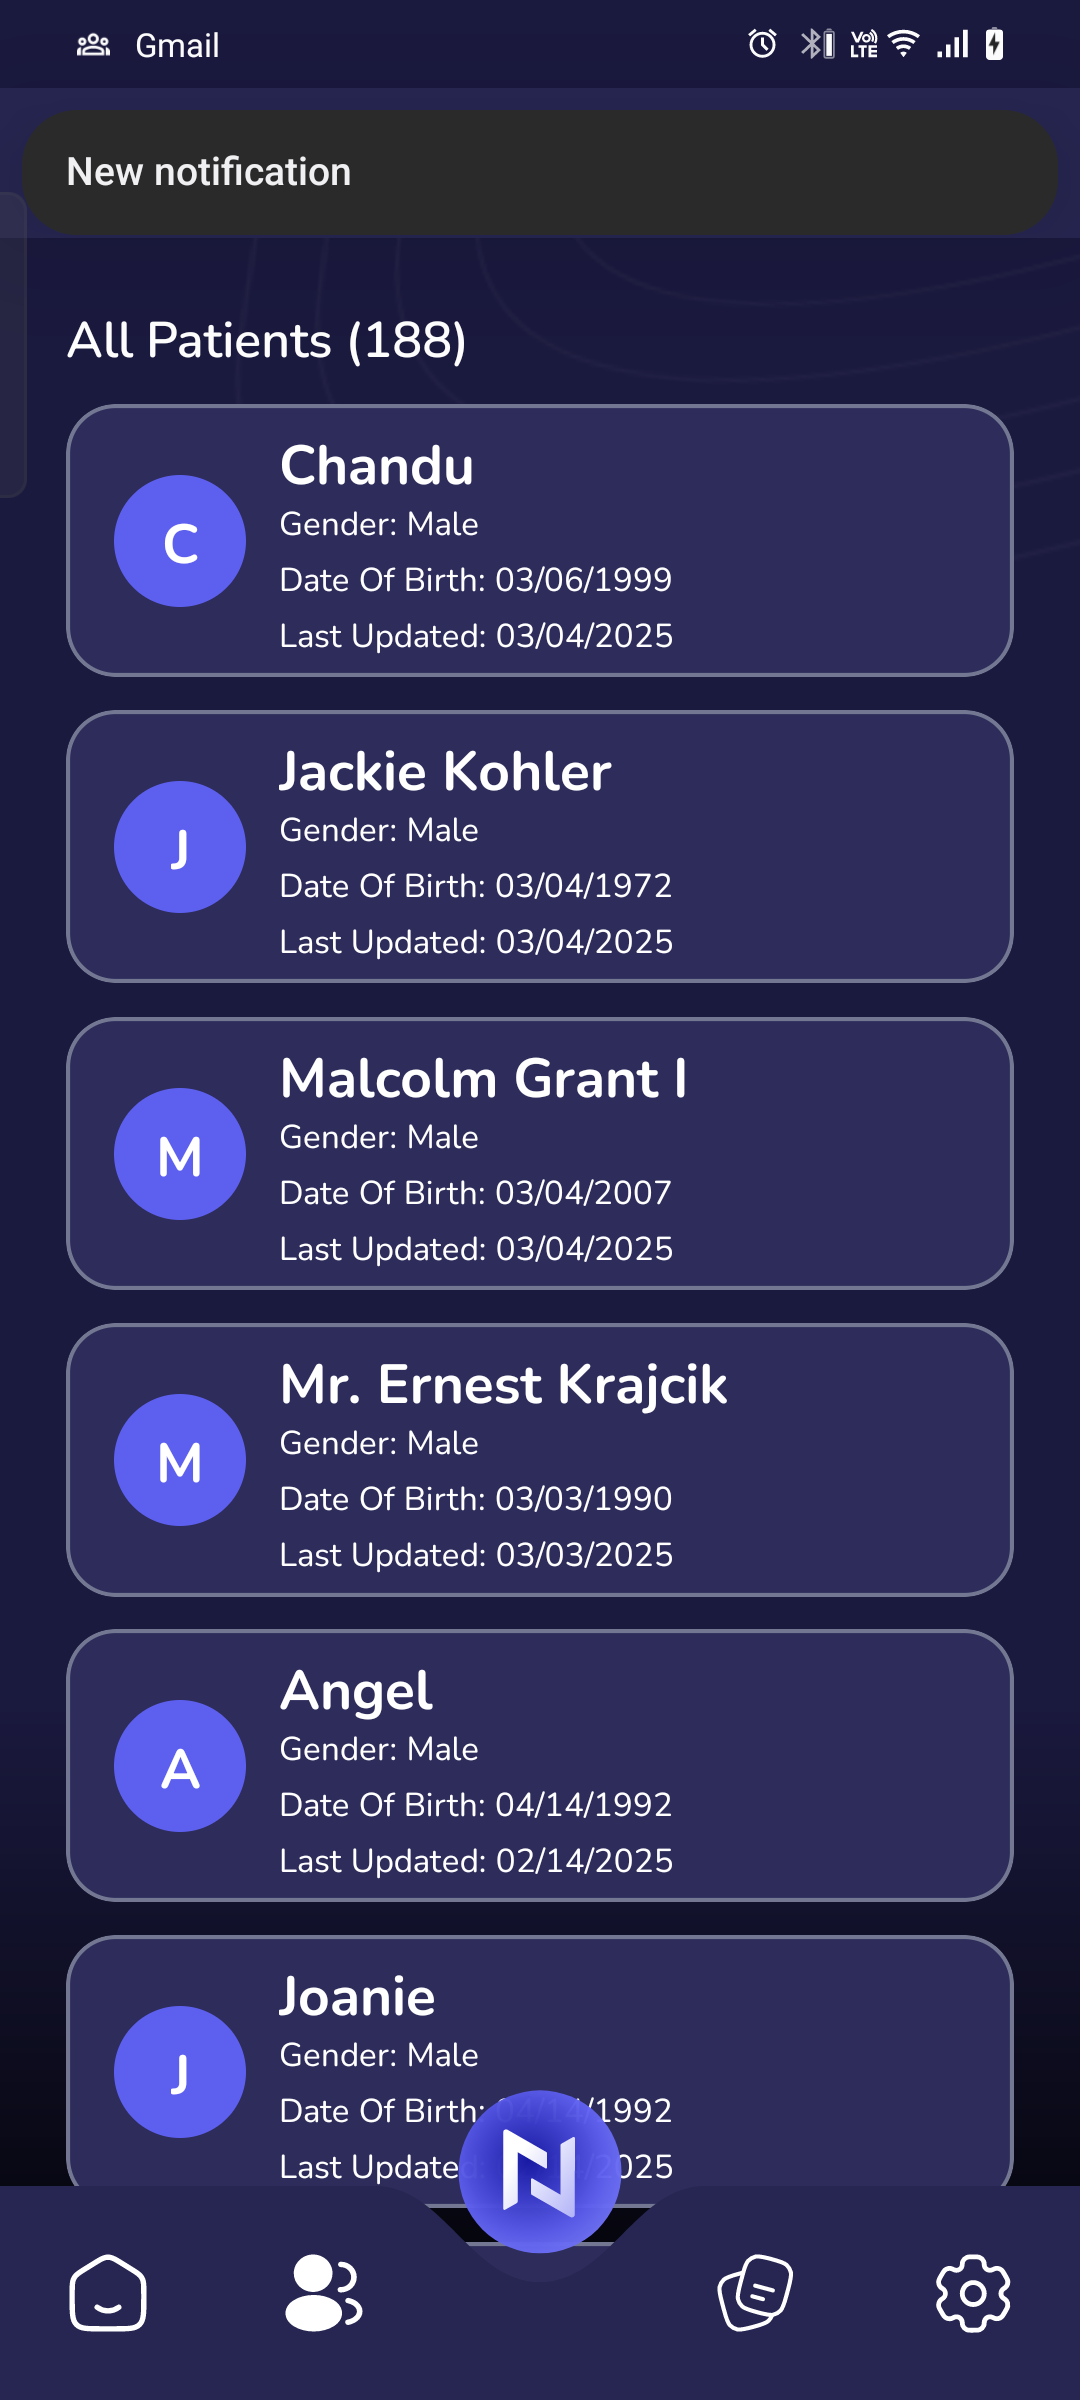 Gmail
New notification
All Patients (188)
C
Chandu
Gender: Male
Date Of Birth: 03/06/1999
Last Updated: 03/04/2025
J
Jackie Kohler
Gender: Male
Date Of Birth: 03/04/1972
Last Updated: 03/04/2025
M
Malcolm Grant I
Gender: Male
Date Of Birth: 03/04/2007
Last Updated: 03/04/2025
M
Mr. Ernest Krajcik
Gender: Male
Date Of Birth: 03/03/1990
Last Updated: 03/03/2025
A
Angel
Gender: Male
Date Of Birth: 04/14/1992
Last Updated: 02/14/2025
J
Joanie
Gender: Male
Date Of Birth: 04/14/1992
Last Updated